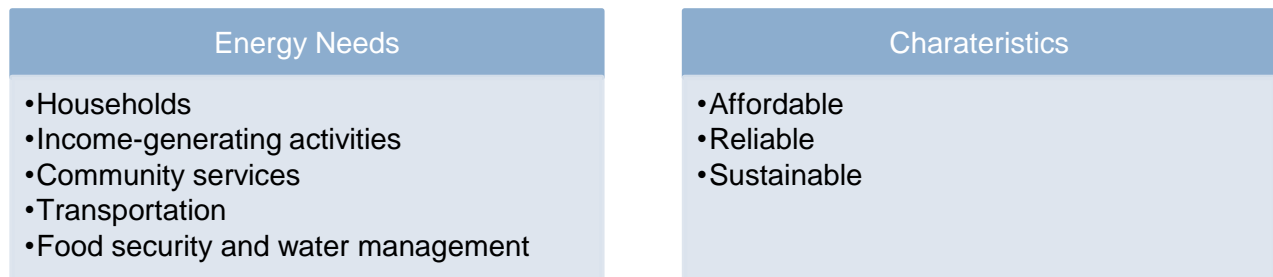 Energy Needs
•Households
•Income-generating activities
•Community services
•Transportation
•Food security and water management
Charateristics
•Affordable
•Reliable
•Sustainable